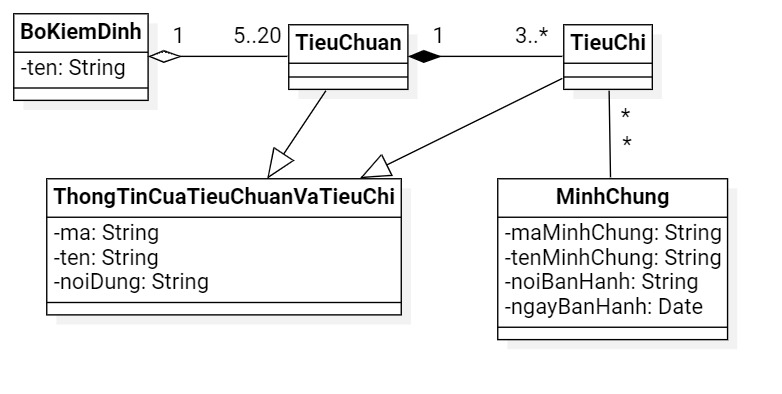 BoKiemDinh
-ten: String
1
5..20
TieuChuan
1
3..*
TieuChi
*
*
ThongTinCuaTieuChuanVaTieuChi
-ma: String
-ten: String
-noiDung: String
MinhChung
-maMinhChung: String
-tenMinhChung: String
-noiBanHanh: String
-ngayBanHanh: Date